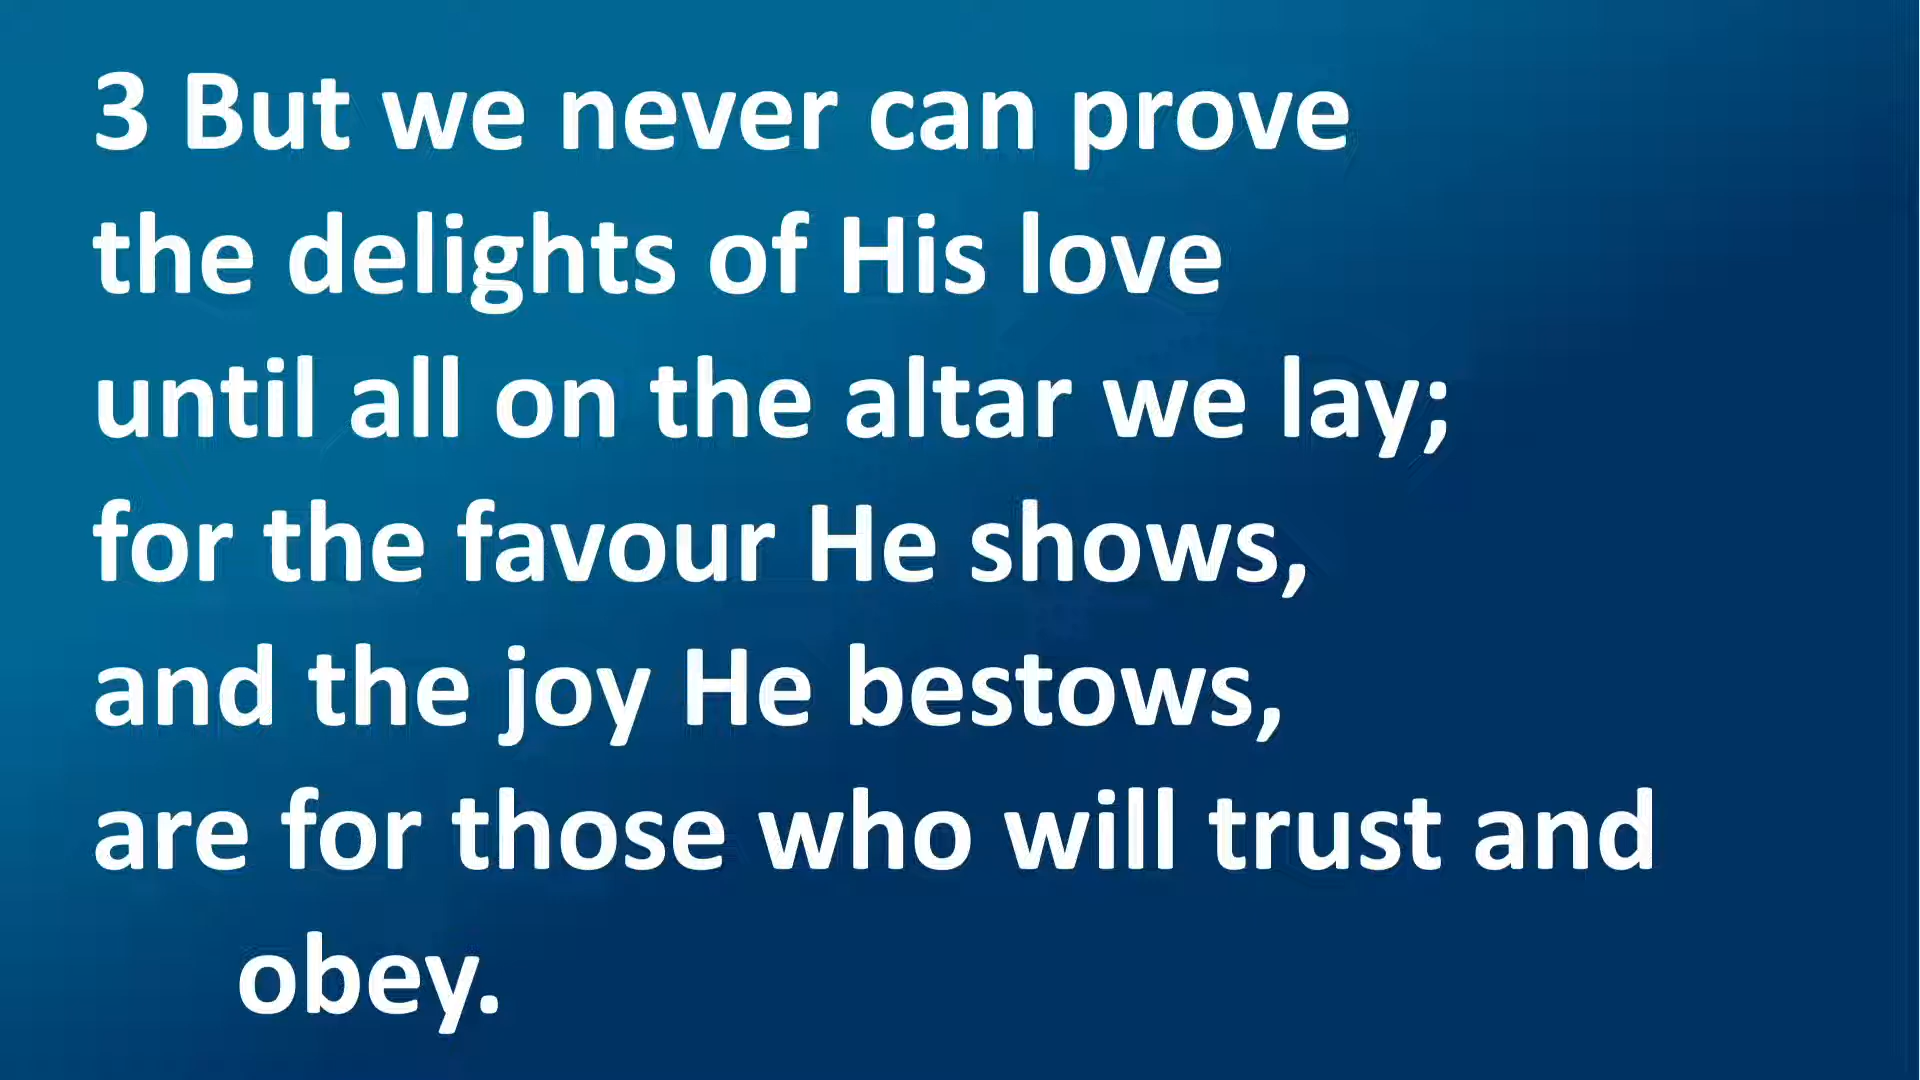 3 But we never can prove
the delights of His love
until all on the altar we lay;
for the favour He shows,
and the joy He bestows,
are for those who will trust and
obey.